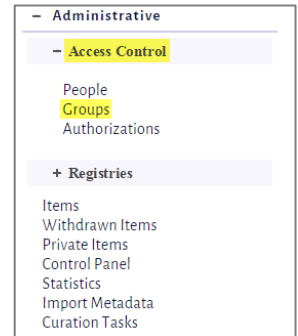 – Administrative
– Access Control
People
Groups
Authorizations
+ Registries
Items
Withdrawn Items
Private Items
Control Panel
Statistics
Import Metadata
Curation Tasks